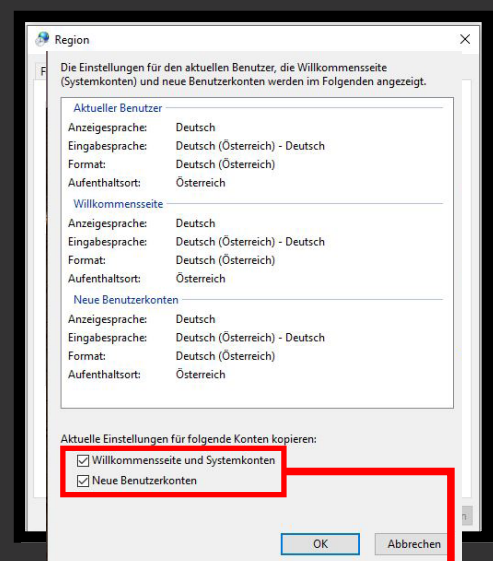 Region
F
Die Einstellungen für den aktuellen Benutzer, die Willkommensseite
(Systemkonten) und neue Benutzerkonten werden im Folgenden angezeigt.
Aktueller Benutzer
Anzeigesprache: Deutsch
Eingabesprache: Deutsch (Österreich) - Deutsch
Format: Deutsch (Österreich)
Aufenthaltsort: Österreich
Willkommensseite
Anzeigesprache: Deutsch
Eingabesprache: Deutsch (Österreich) - Deutsch
Format: Deutsch (Österreich)
Aufenthaltsort: Österreich
Neue Benutzerkonten
Anzeigesprache: Deutsch
Eingabesprache: Deutsch (Österreich) - Deutsch
Format: Deutsch (Österreich)
Aufenthaltsort: Österreich
Aktuelle Einstellungen für folgende Konten kopieren:
Willkommensseite und Systemkonten
Neue Benutzerkonten
OK Abbrechen